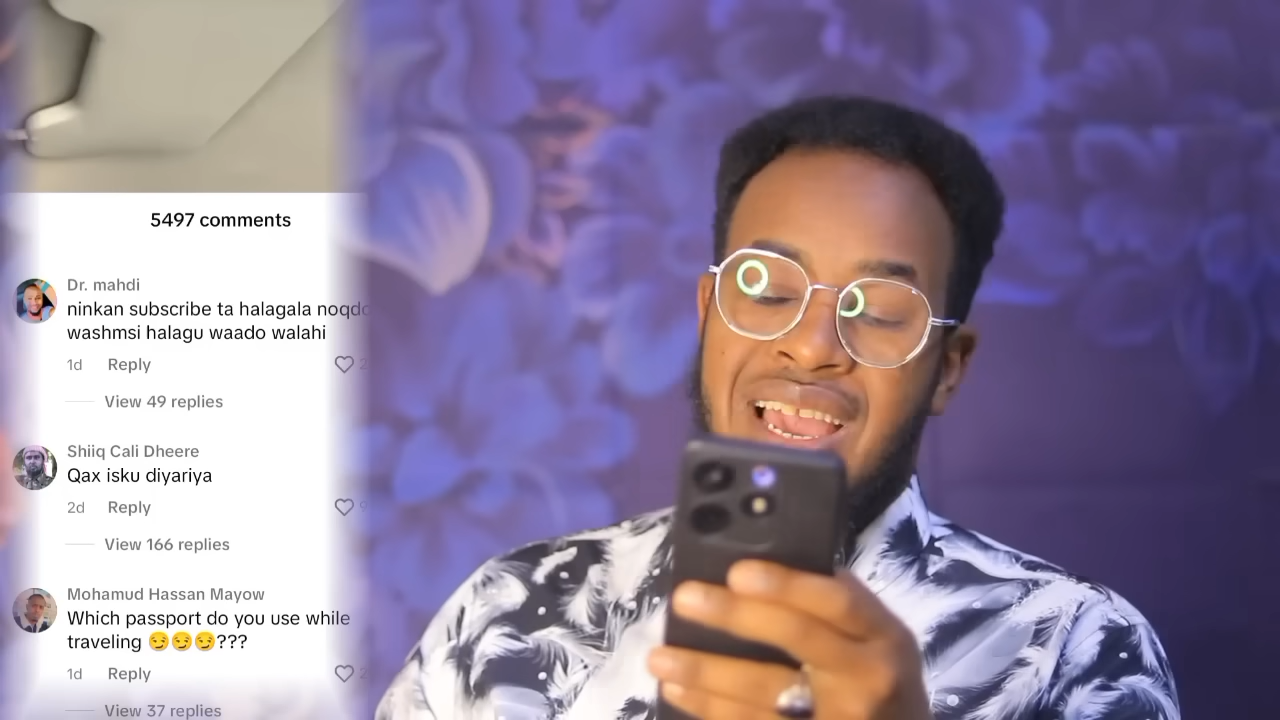 5497 comments
Dr. mahdi
ninkan subscribe ta halagala noqdo
washmsi halagu waado walahi
1d Reply
View 49 replies
Shiiq Cali Dheere
Qax isku diyariya
2d Reply
View 166 replies
Mohamud Hassan Mayow
Which passport do you use while
traveling 😏😏😏???
1d Reply
View 37 replies